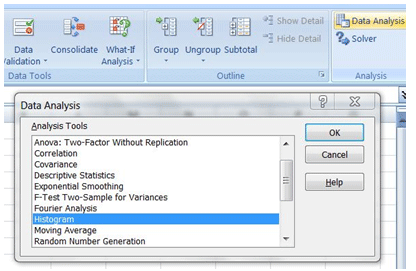 Data Validation
Consolidate
What-If Analysis
Data Tools
Group
Ungroup
Subtotal
Show Detail
Hide Detail
Outline
Data Analysis
Solver
Analysis
Data Analysis
Analysis Tools
Anova: Two-Factor Without Replication
Correlation
Covariance
Descriptive Statistics
Exponential Smoothing
F-Test Two-Sample for Variances
Fourier Analysis
Histogram
Moving Average
Random Number Generation
OK
Cancel
Help